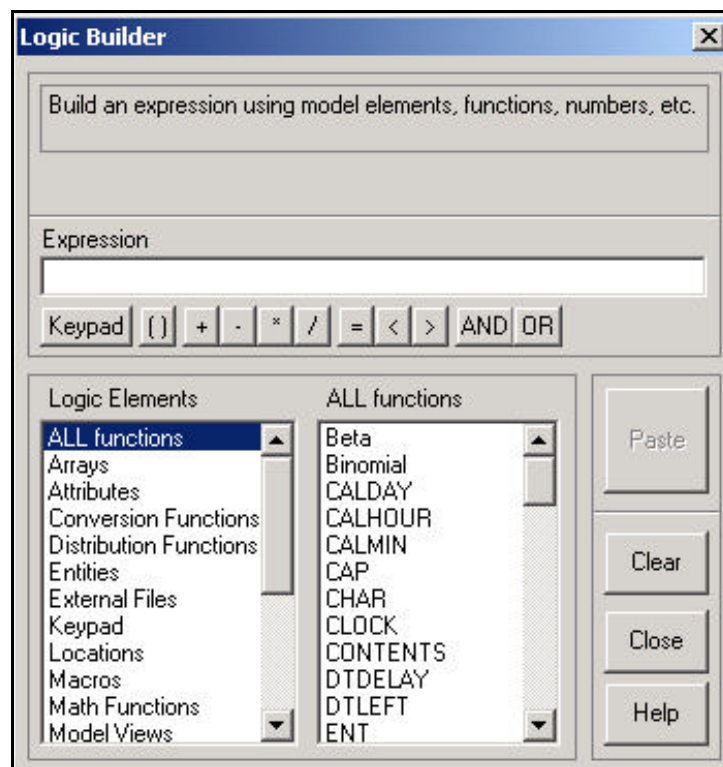 Logic Builder
Build an expression using model elements, functions, numbers, etc.
Expression
Keypad ( ) + - * / = < > AND OR
Logic Elements
ALL functions
Arrays
Attributes
Conversion Functions
Distribution Functions
Entities
External Files
Keypad
Locations
Macros
Math Functions
Model Views
ALL functions
Beta
Binomial
CALDAY
CALHOUR
CALMIN
CAP
CHAR
CLOCK
CONTENTS
DTDELAY
DTLEFT
ENT
Paste
Clear
Close
Help